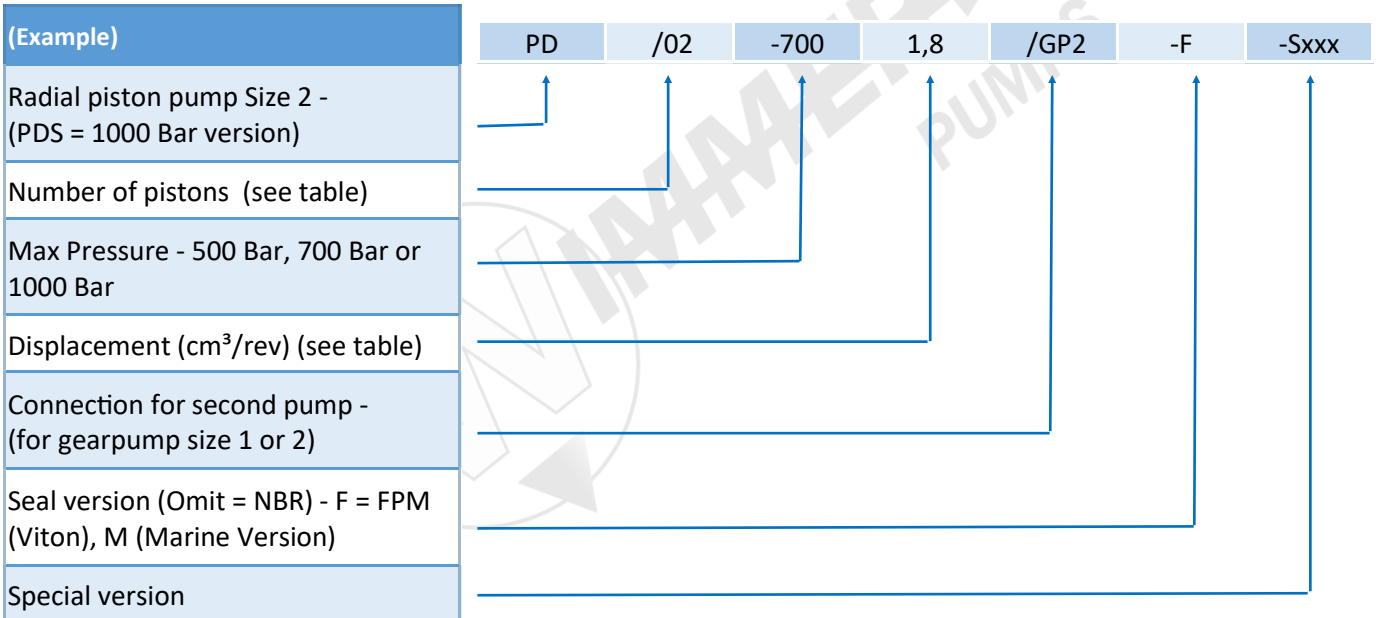 (Example)
PD /02 -700 1,8 /GP2 -F -Sxxx
Radial piston pump Size 2 -
(PDS = 1000 Bar version)
Number of pistons (see table)
Max Pressure - 500 Bar, 700 Bar or
1000 Bar
Displacement (cm³/rev) (see table)
Connection for second pump -
(for gearpump size 1 or 2)
Seal version (Omit = NBR) - F = FPM
(Viton), M (Marine Version)
Special version